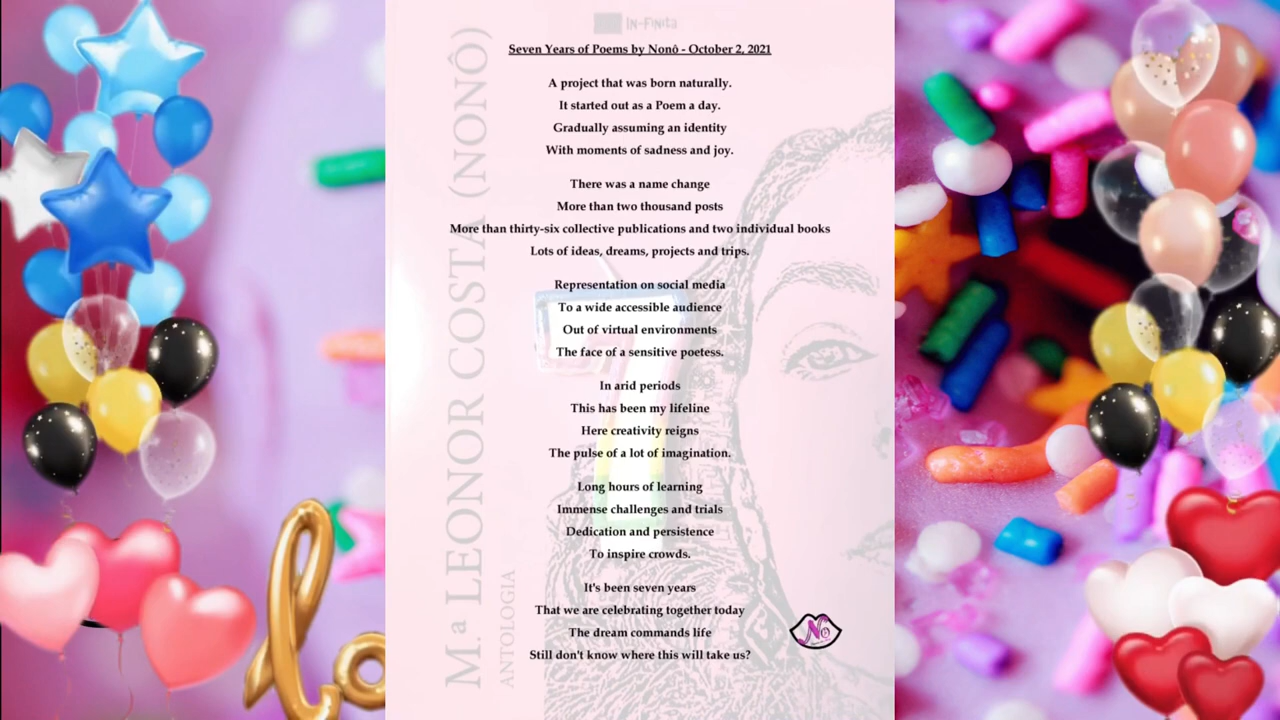 IN-FINITA
Seven Years of Poems by Nonô - October 2, 2021
A project that was born naturally.
It started out as a Poem a day.
Gradually assuming an identity
With moments of sadness and joy.
There was a name change
More than two thousand posts
More than thirty-six collective publications and two individual books
Lots of ideas, dreams, projects and trips.
Representation on social media
To a wide accessible audience
Out of virtual environments
The face of a sensitive poetess.
In arid periods
This has been my lifeline
Here creativity reigns
The pulse of a lot of imagination.
Long hours of learning
Immense challenges and trials
Dedication and persistence
To inspire crowds.
It's been seven years
That we are celebrating together today
The dream commands life
Still don't know where this will take us?
M.ª LEONOR COSTA (NONÔ)
ANTOLOGIA
lo